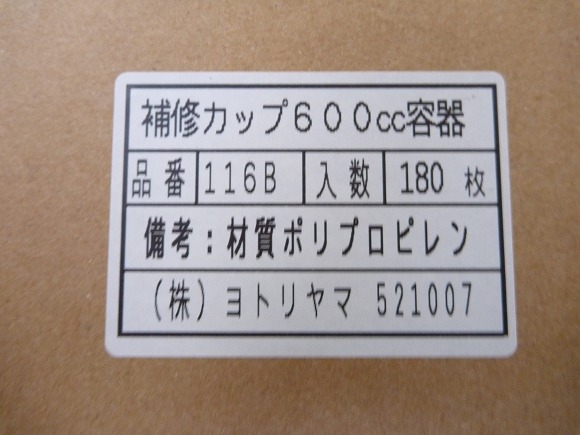 補修カップ６００cc容器
品番 116B 入数 180 枚
備考：材質ポリプロピレン
（株）ヨトリヤマ 521007